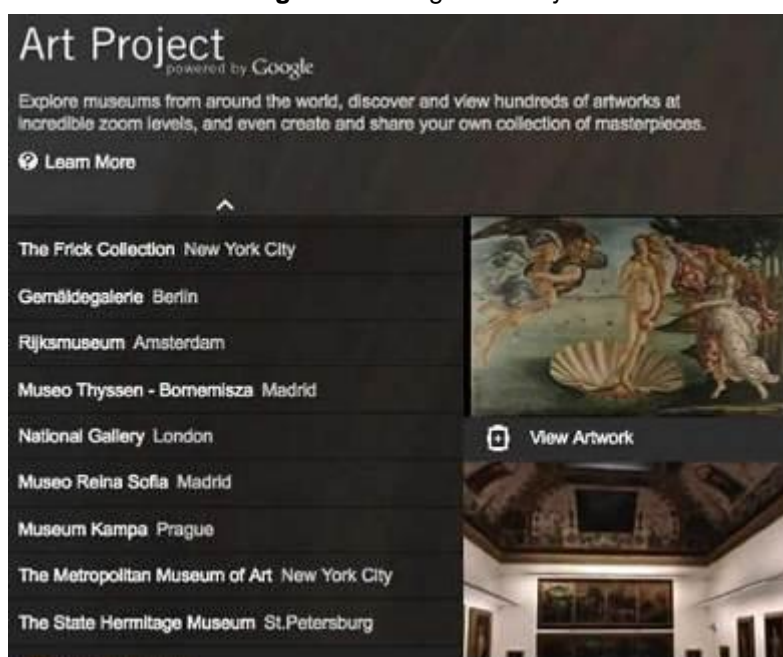 Art Project
powered by Google
Explore museums from around the world, discover and view hundreds of artworks at
incredible zoom levels, and even create and share your own collection of masterpieces.
Learn More
The Frick Collection New York City
Gemäldegalerie Berlin
Rijksmuseum Amsterdam
Museo Thyssen - Bornemisza Madrid
National Gallery London
Museo Reina Sofia Madrid
Museum Kampa Prague
The Metropolitan Museum of Art New York City
The State Hermitage Museum St.Petersburg
View Artwork